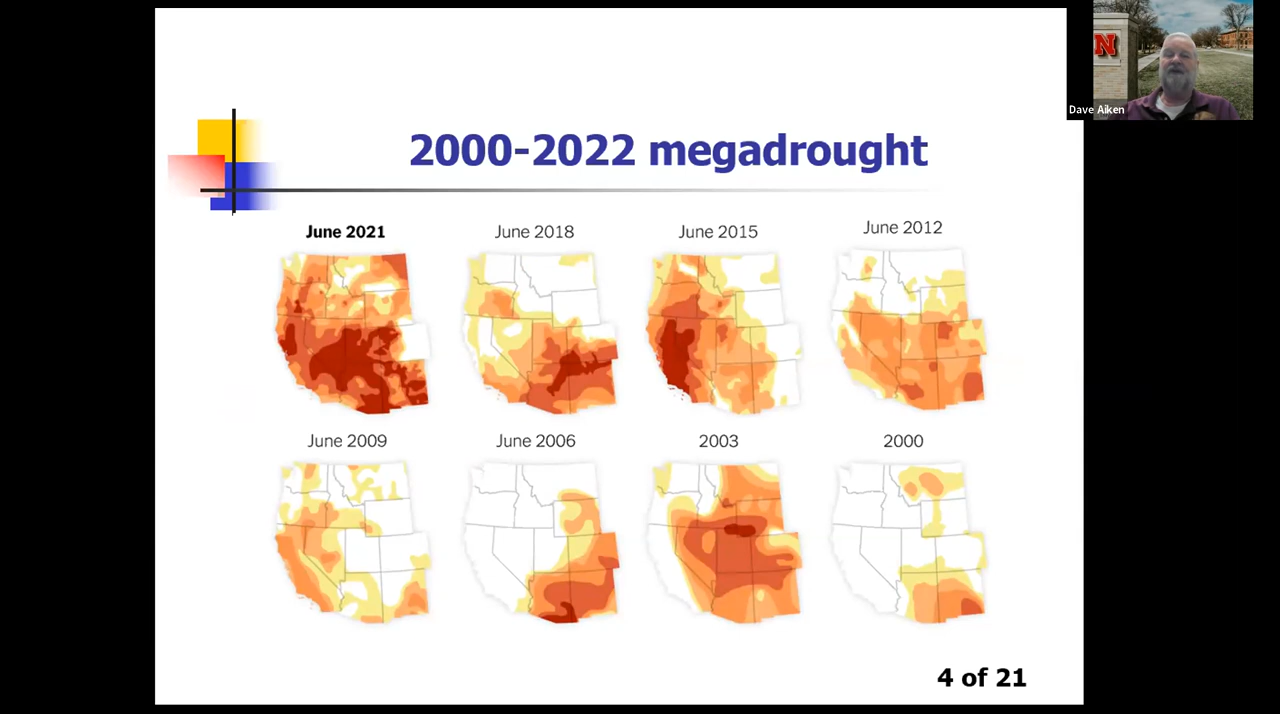 N
Dave Aiken
2000-2022 megadrought
June 2021
June 2018
June 2015
June 2012
June 2009
June 2006
2003
2000
4 of 21